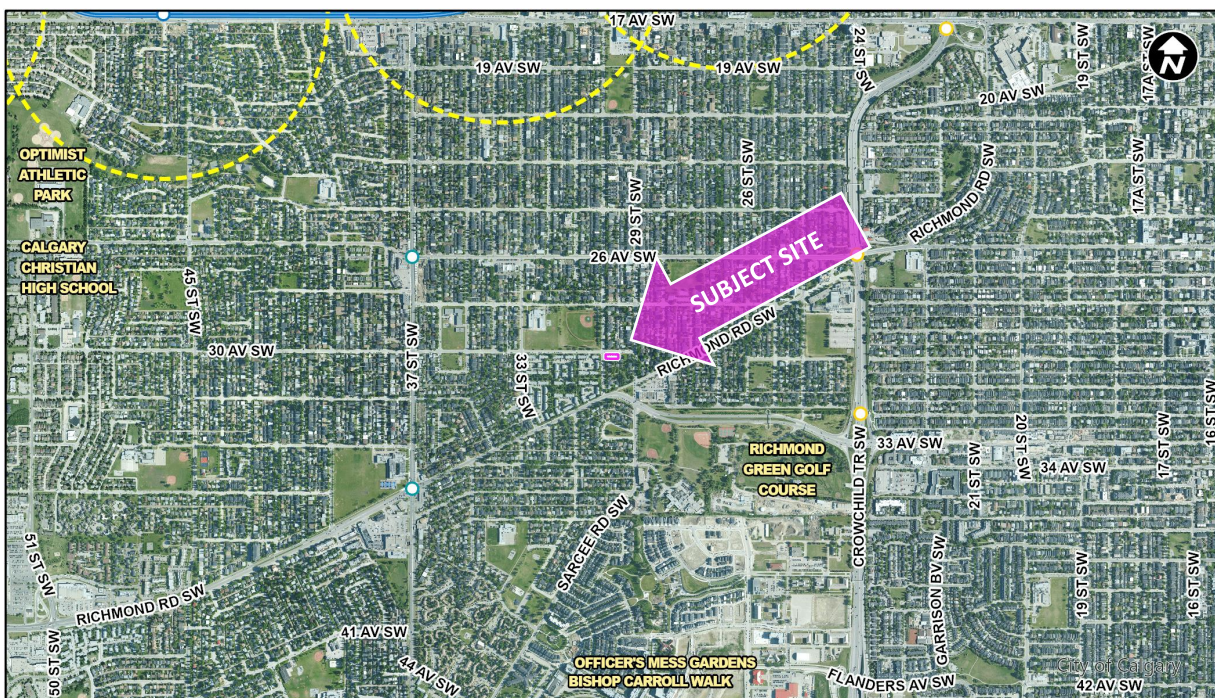 17 AV SW
24 ST SW
19 ST SW
17A ST SW
N
19 AV SW
19 AV SW
20 AV SW
OPTIMIST
ATHLETIC
PARK
29 ST SW
26 ST SW
RICHMOND RD SW
17A ST SW
CALGARY
CHRISTIAN
HIGH SCHOOL
26 AV SW
SUBJECT SITE
45 ST SW
30 AV SW
37 ST SW
33 ST SW
RICHMOND RD SW
16 ST SW
RICHMOND
GREEN GOLF
COURSE
33 AV SW
34 AV SW
20 ST SW
21 ST SW
17 ST SW
51 ST SW
SARCEE RD SW
CROWCHILD TR SW
GARRISON BV SW
19 ST SW
16 ST SW
RICHMOND RD SW
41 AV SW
44 AV SW
50 ST SW
OFFICER'S MESS GARDENS
BISHOP CARROLL WALK
FLANDERS AV SW
City of Calgary
42 AV SW